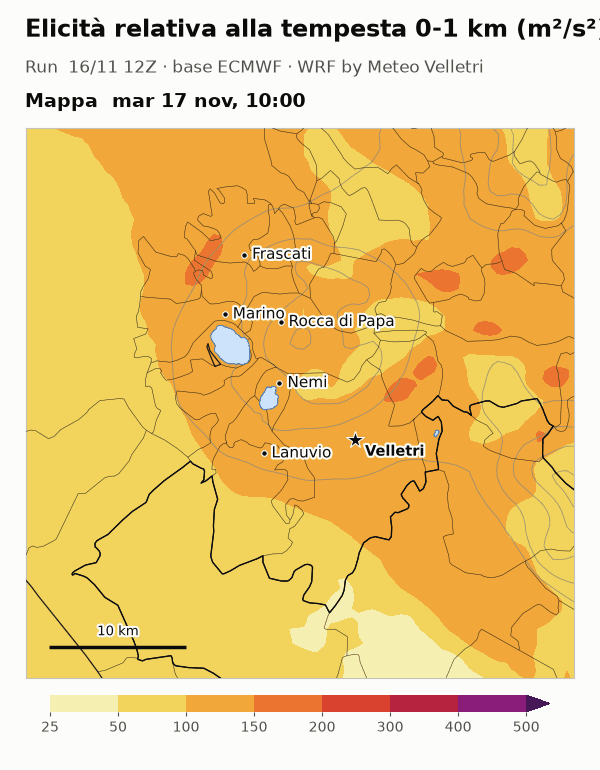 Elicità relativa alla tempesta 0-1 km (m²/s²)
Run 16/11 12Z · base ECMWF · WRF by Meteo Velletri
Mappa mar 17 nov, 10:00
Frascati
Marino
Rocca di Papa
Nemi
Velletri
Lanuvio
10 km
25 50 100 150 200 300 400 500